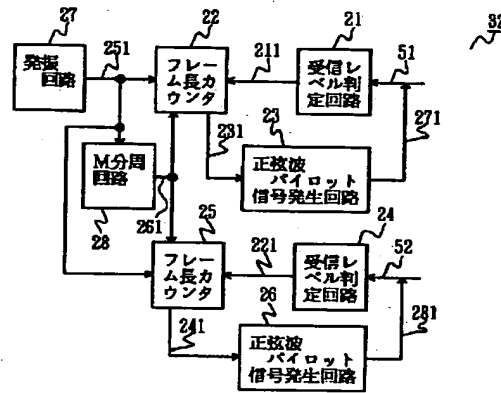 32
27
発振
回路
251
22
フレー
ム長カ
ウンタ
211
21
受信レ
ベル判
定回路
51
231
23
正弦波
パイロット
信号発生回路
271
M分周
回路
28
261
25
フレー
ム長カ
ウンタ
221
24
受信レ
ベル判
定回路
52
241
26
正弦波
パイロット
信号発生回路
281